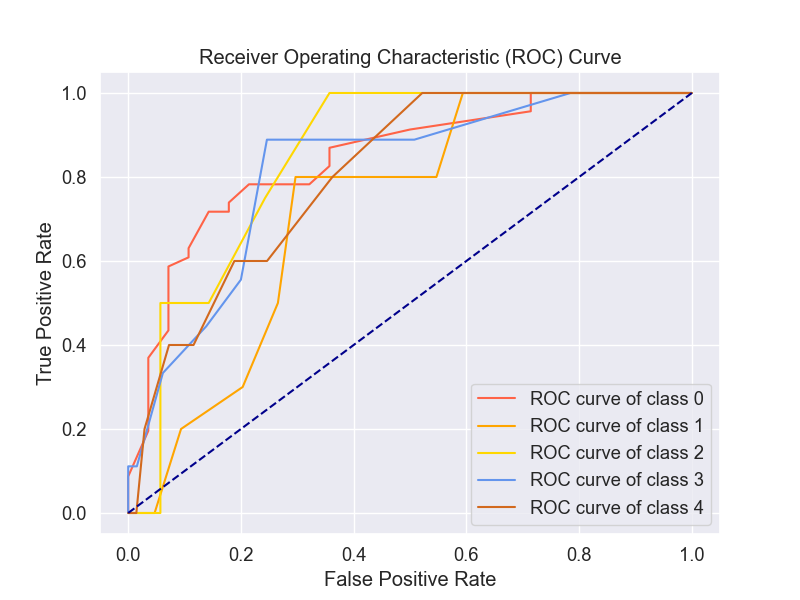 Receiver Operating Characteristic (ROC) Curve
True Positive Rate
1.0
0.8
0.6
0.4
0.2
0.0
ROC curve of class 0
ROC curve of class 1
ROC curve of class 2
ROC curve of class 3
ROC curve of class 4
0.0 0.2 0.4 0.6 0.8 1.0
False Positive Rate